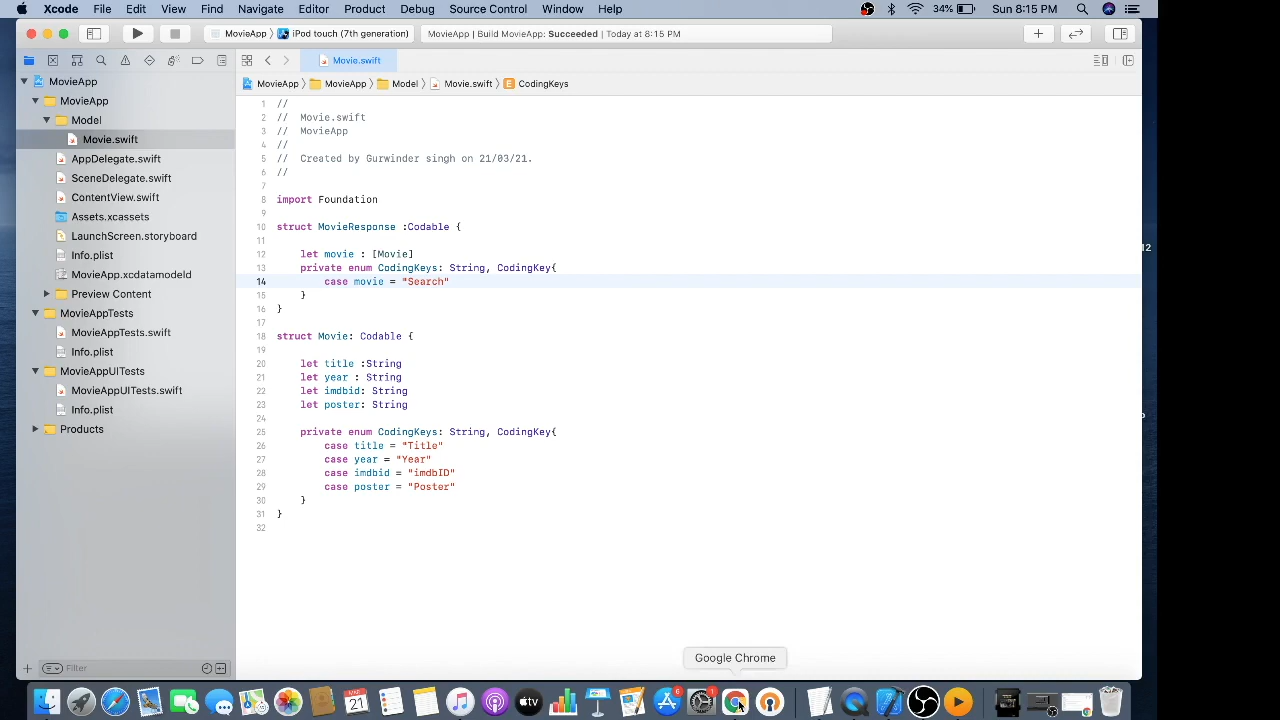 Xcode File Edit View Find Navigate Editor Product Debug Source Control Window Help 34% Sun 8:15 PM
MovieApp > iPod touch (7th generation) MovieApp | Build MovieApp: Succeeded | Today at 8:15 PM
Movie.swift
MovieApp > MovieApp > Model > Movie.swift > E CodingKeys
MovieApp
MovieApp
Model
Movie.swift
AppDelegate.swift
SceneDelegate.swift
ContentView.swift
Assets.xcassets
LaunchScreen.storyboard
Info.plist
MovieApp.xcdatamodeld
Preview Content
MovieAppTests
MovieAppTests.swift
Info.plist
MovieAppUITests
MovieAppUITests.swift
Info.plist
Products
Filter
1 //
2 // Movie.swift
3 // MovieApp
4 //
5 // Created by Gurwinder singh on 21/03/21.
6 //
7
8 import Foundation
9
10 struct MovieResponse :Codable {
11
12 let movie : [Movie]
13 private enum CodingKeys: String, CodingKey{
14 case movie = "Search"
15 }
16 }
17
18 struct Movie: Codable {
19
20 let title :String
21 let year : String
22 let imdbid: String
23 let poster: String
24
25 private enum CodingKeys: String, CodingKey{
26 case title = "Title"
27 case year = "Year"
28 case imdbid = "imdbID"
29 case poster = "Poster"
30 }
31 }
32
12
Google Chrome
MAR
21
tv
6
1